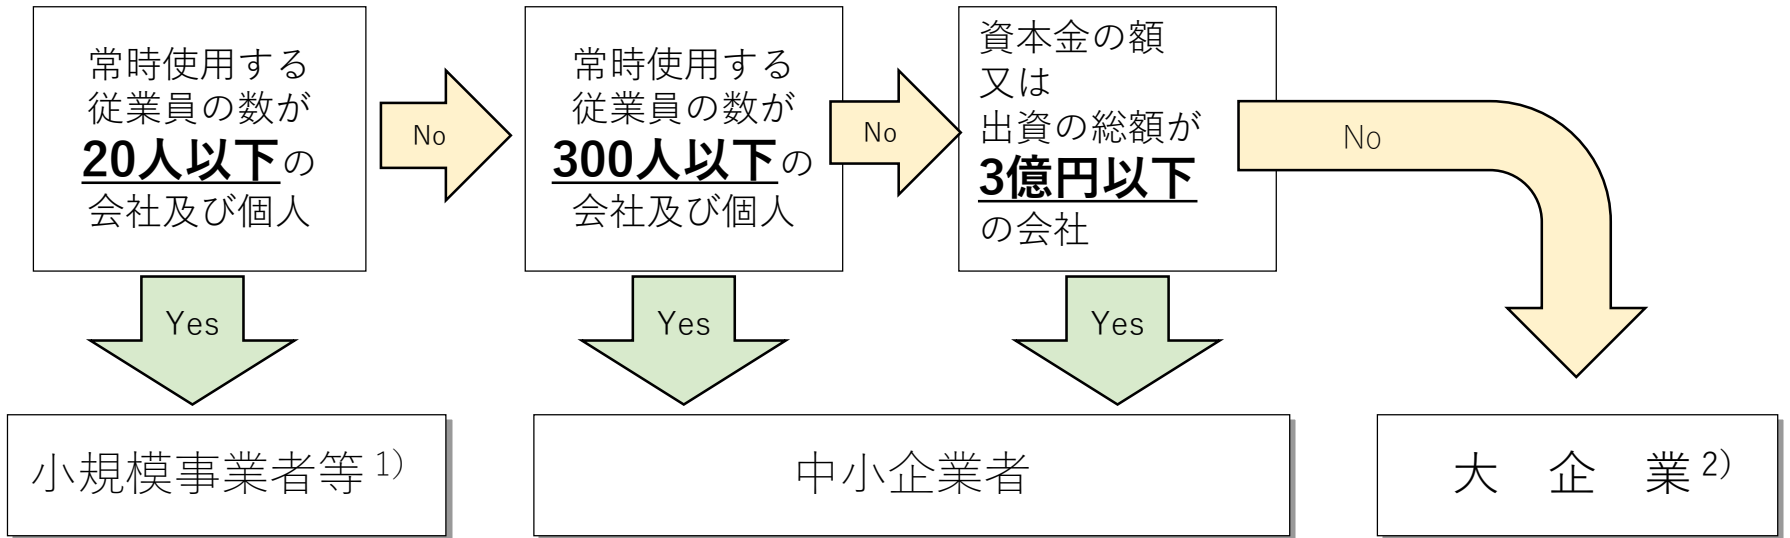 常時使用する
従業員の数が
20人以下の
会社及び個人
No
常時使用する
従業員の数が
300人以下の
会社及び個人
No
資本金の額
又は
出資の総額が
3億円以下
の会社
No
Yes
Yes
Yes
小規模事業者等 1)
中小企業者
大 企 業 2)